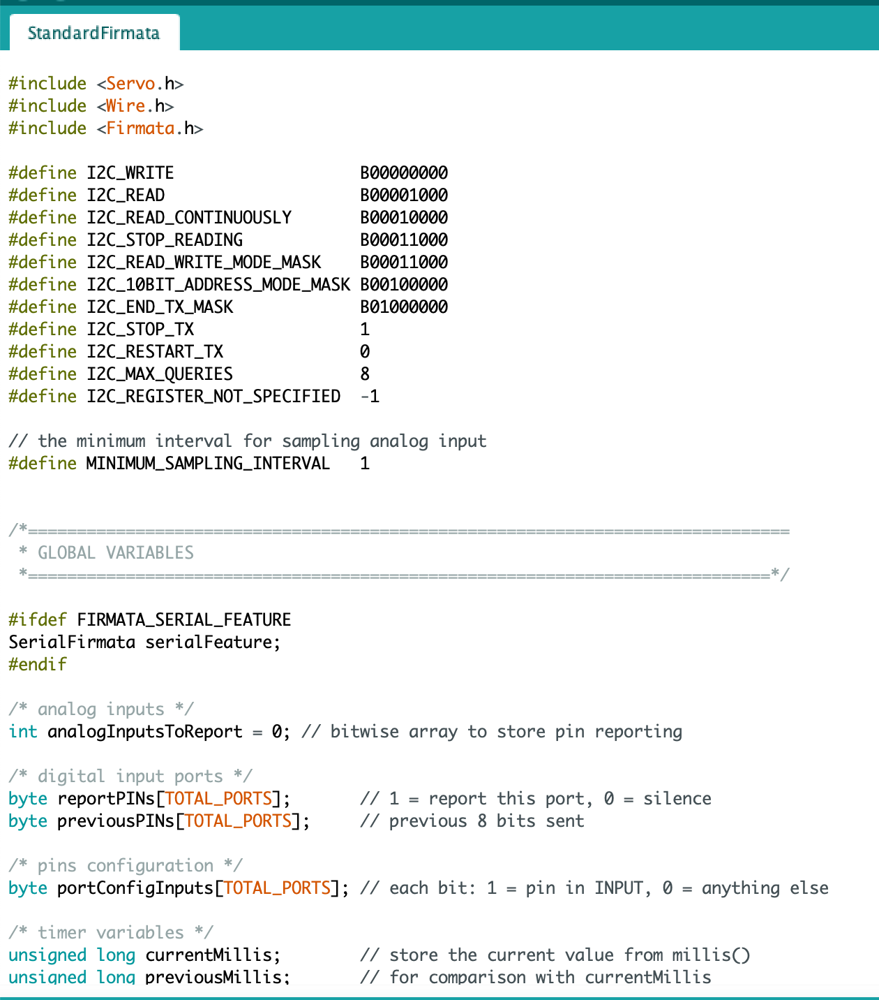 StandardFirmata
#include <Servo.h>
#include <Wire.h>
#include <Firmata.h>
#define I2C_WRITE                   B00000000
#define I2C_READ                    B00001000
#define I2C_READ_CONTINUOUSLY       B00010000
#define I2C_STOP_READING            B00011000
#define I2C_READ_WRITE_MODE_MASK    B00011000
#define I2C_10BIT_ADDRESS_MODE_MASK B00100000
#define I2C_END_TX_MASK             B01000000
#define I2C_STOP_TX                 1
#define I2C_RESTART_TX              0
#define I2C_MAX_QUERIES             8
#define I2C_REGISTER_NOT_SPECIFIED  -1
// the minimum interval for sampling analog input
#define MINIMUM_SAMPLING_INTERVAL   1
/*==============================================================================
 * GLOBAL VARIABLES
 *============================================================================*/
#ifdef FIRMATA_SERIAL_FEATURE
SerialFirmata serialFeature;
#endif
/* analog inputs */
int analogInputsToReport = 0; // bitwise array to store pin reporting
/* digital input ports */
byte reportPINs[TOTAL_PORTS];       // 1 = report this port, 0 = silence
byte previousPINs[TOTAL_PORTS];     // previous 8 bits sent
/* pins configuration */
byte portConfigInputs[TOTAL_PORTS]; // each bit: 1 = pin in INPUT, 0 = anything else
/* timer variables */
unsigned long currentMillis;        // store the current value from millis()
unsigned long previousMillis;       // for comparison with currentMillis